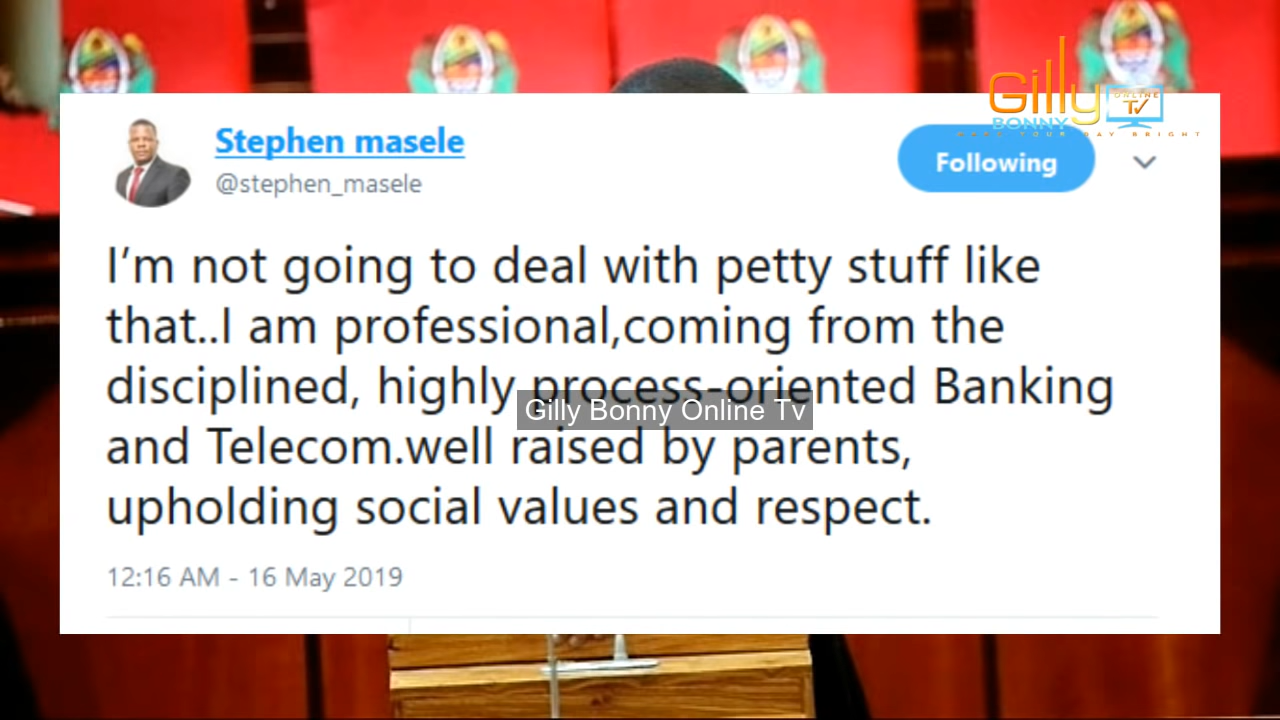 Gilly
ONLINE
TV
BONNY
MAKE YOUR DAY BRIGHT
Stephen masele
@stephen_masele
Following
I’m not going to deal with petty stuff like
that..I am professional,coming from the
disciplined, highly process-oriented Banking
Gilly Bonny Online Tv
and Telecom.well raised by parents,
upholding social values and respect.
12:16 AM - 16 May 2019